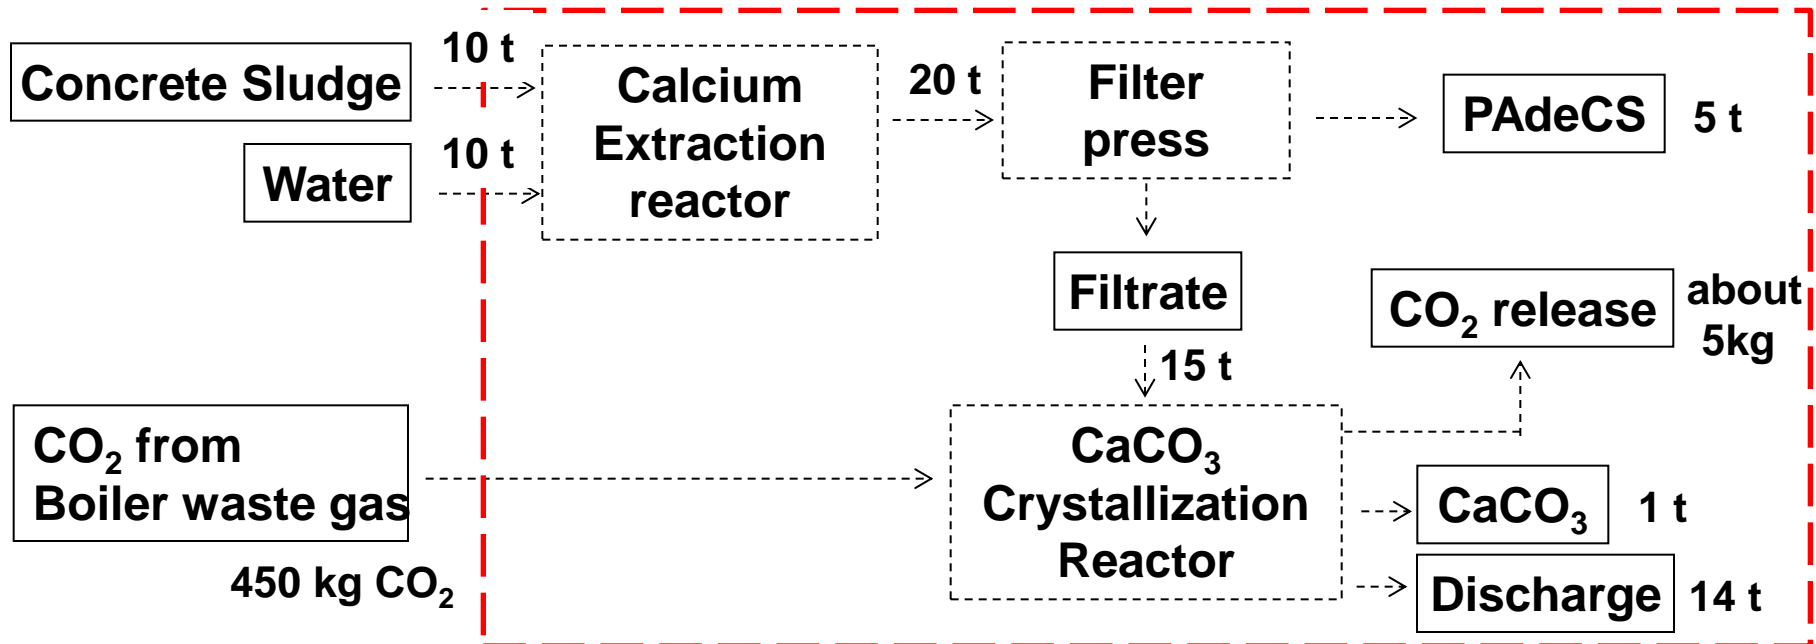 Concrete Sludge
10 t
Water
10 t
Calcium
Extraction
reactor
20 t
Filter
press
PAdeCS
5 t
Filtrate
15 t
CO₂ release
about
5kg
CO₂ from
Boiler waste gas
450 kg CO₂
CaCO₃
Crystallization
Reactor
CaCO₃
1 t
Discharge
14 t